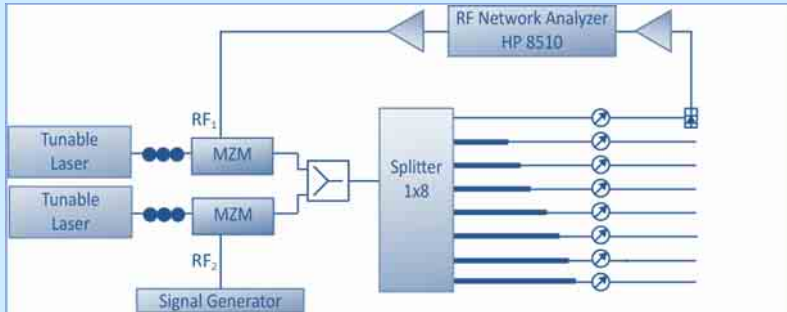 RF Network Analyzer
HP 8510
RF1
Tunable
Laser
MZM
Splitter
1x8
Tunable
Laser
MZM
RF2
Signal Generator